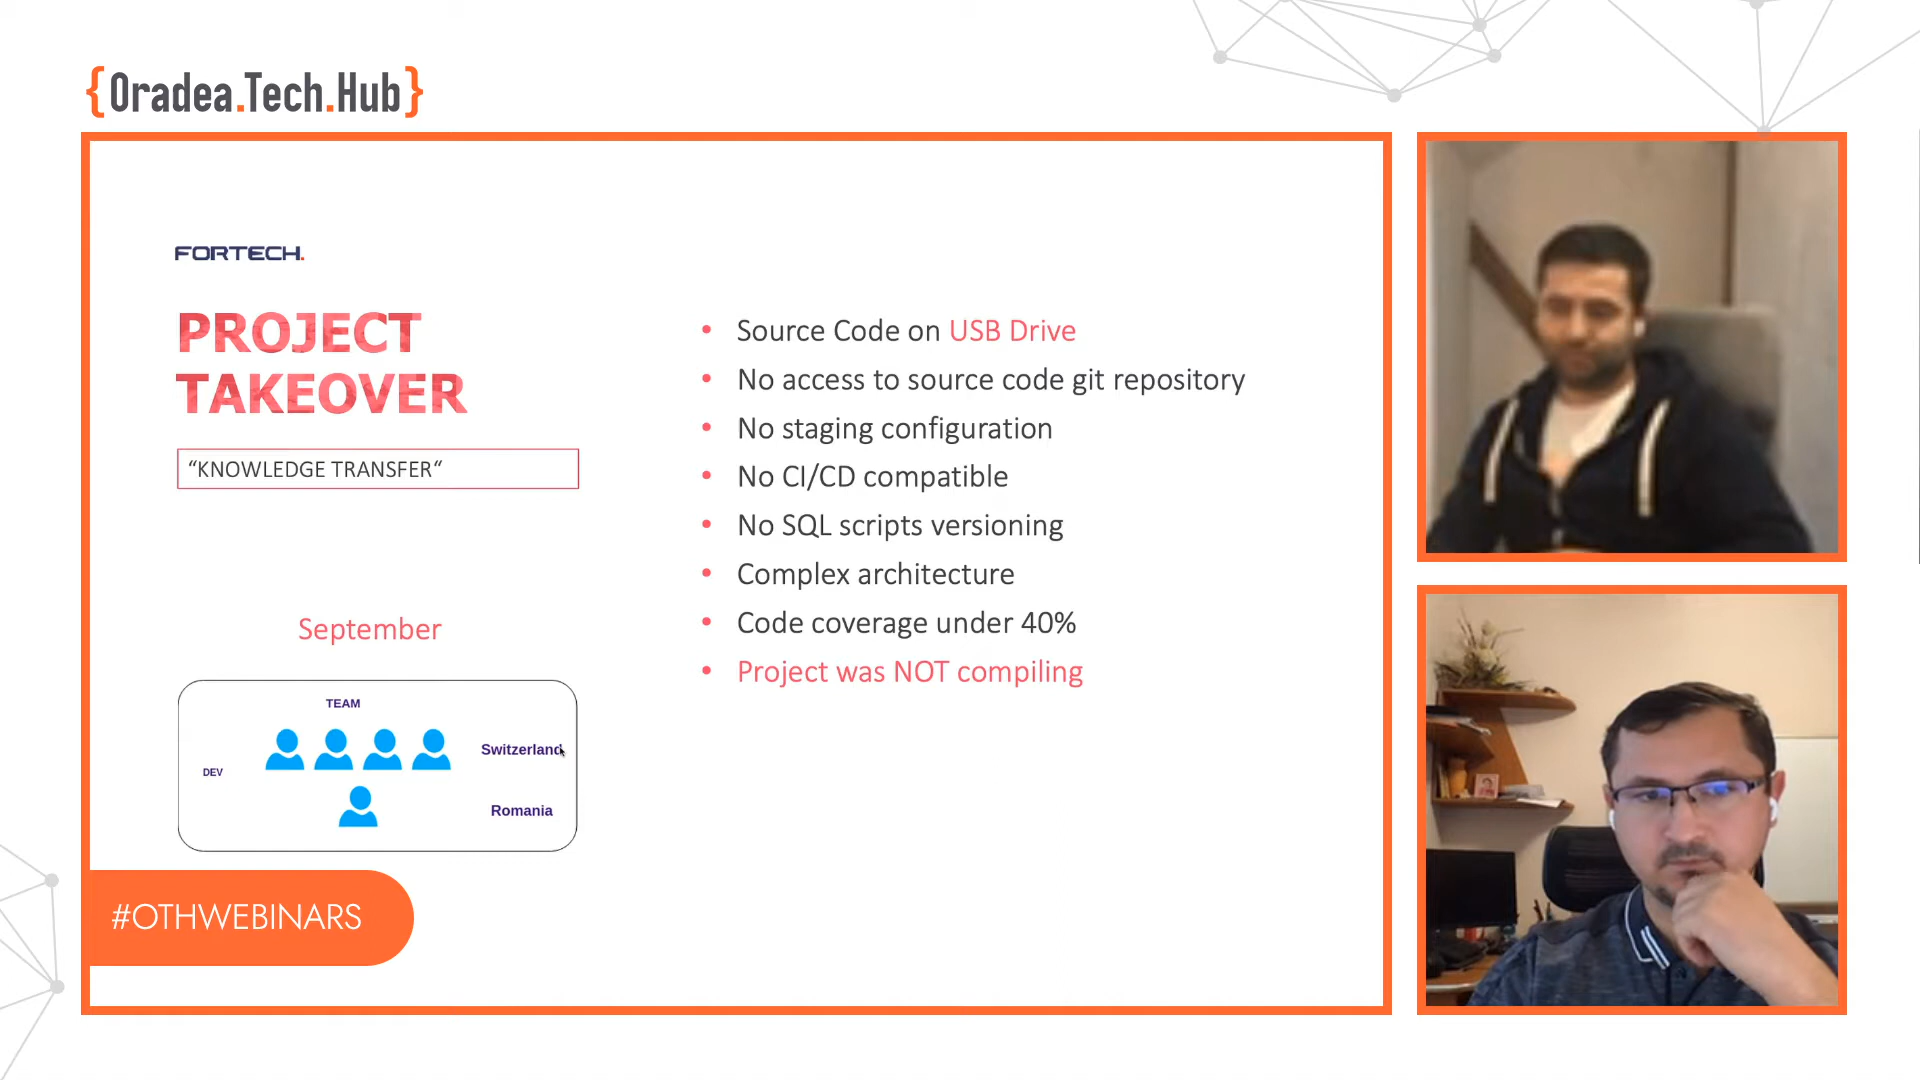 {Oradea.Tech.Hub}
FORTECH.
PROJECT
TAKEOVER
“KNOWLEDGE TRANSFER“
September
TEAM
DEV
Switzerland
Romania
• Source Code on USB Drive
• No access to source code git repository
• No staging configuration
• No CI/CD compatible
• No SQL scripts versioning
• Complex architecture
• Code coverage under 40%
• Project was NOT compiling
#OTHWEBINARS